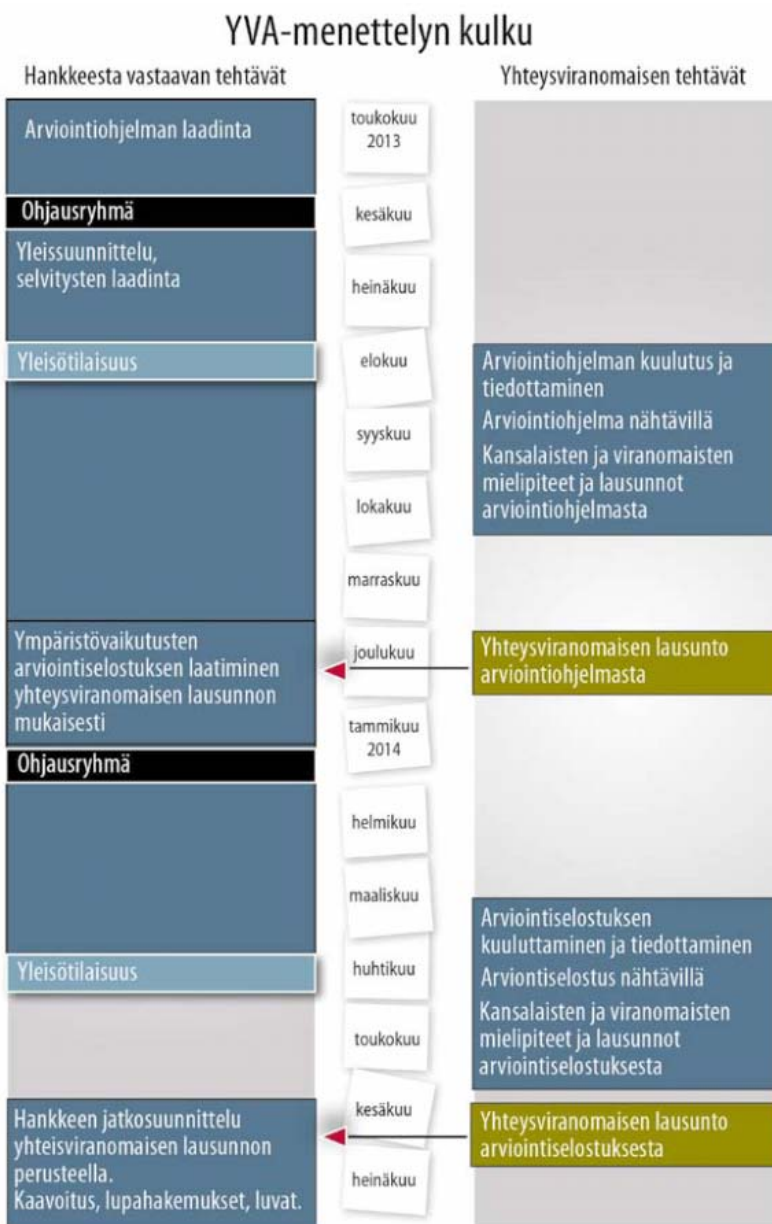 YVA-menettelyn kulku
Hankkeesta vastaavan tehtävät
Arviointiohjelman laadinta
Ohjausryhmä
Yleissuunnittelu,
selvitysten laadinta
Yleisötilaisuus
Ympäristövaikutusten
arviointiselostuksen laatiminen
yhteysviranomaisen lausunnon
mukaisesti
Ohjausryhmä
Yleisötilaisuus
Hankkeen jatkosuunnittelu
yhteisviranomaisen lausunnon
perusteella.
Kaavoitus, lupahakemukset, luvat.
toukokuu
2013
kesäkuu
heinäkuu
elokuu
syyskuu
lokakuu
marraskuu
joulukuu
tammikuu
2014
helmikuu
maaliskuu
huhtikuu
toukokuu
kesäkuu
heinäkuu
Yhteysviranomaisen tehtävät
Arviointiohjelman kuulutus ja
tiedottaminen
Arviointiohjelma nähtävillä
Kansalaisten ja viranomaisten
mielipiteet ja lausunnot
arviointiohjelmasta
Yhteysviranomaisen lausunto
arviointiohjelmasta
Arviointiselostuksen
kuuluttaminen ja tiedottaminen
Arviontiselostus nähtävillä
Kansalaisten ja viranomaisten
mielipiteet ja lausunnot
arviointiselostuksesta
Yhteysviranomaisen lausunto
arviointiselostuksesta